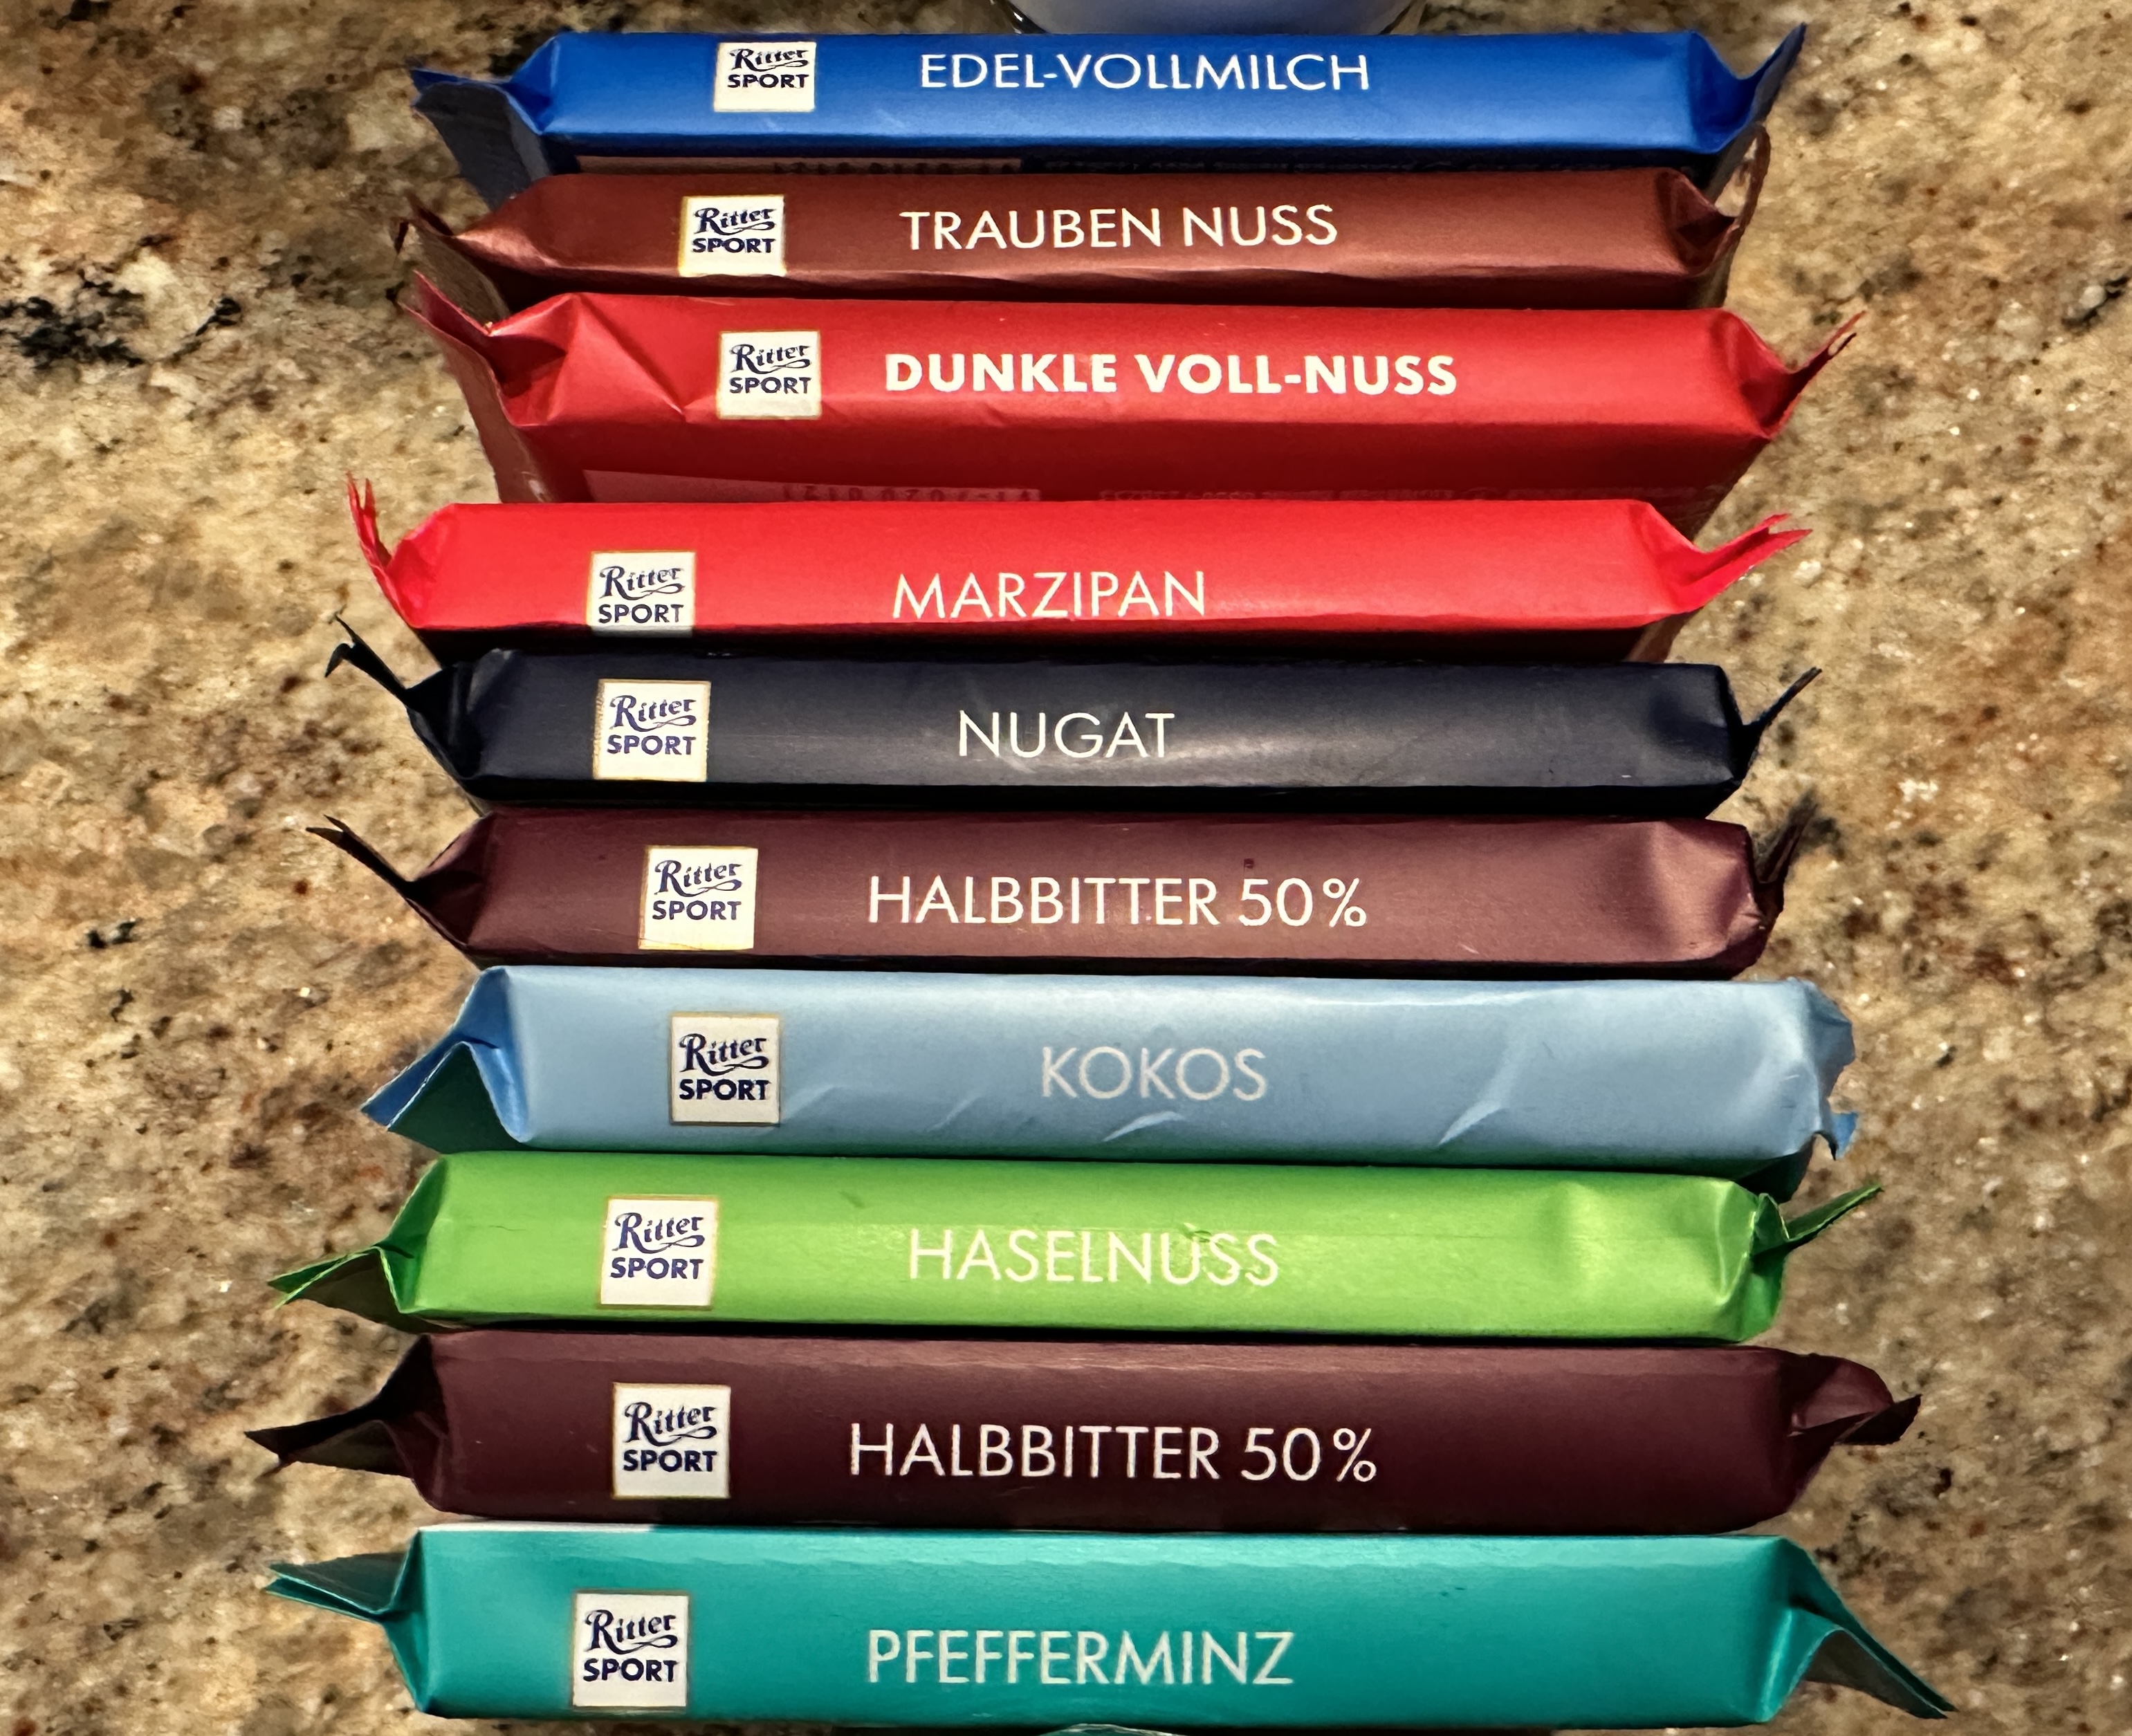 Ritter
SPORT
EDEL-VOLLMILCH
Ritter
SPORT
TRAUBEN NUSS
Ritter
SPORT
DUNKLE VOLL-NUSS
Ritter
SPORT
MARZIPAN
Ritter
SPORT
NUGAT
Ritter
SPORT
HALBBITTER 50%
Ritter
SPORT
KOKOS
Ritter
SPORT
HASELNUSS
Ritter
SPORT
HALBBITTER 50%
Ritter
SPORT
PFEFFERMINZ